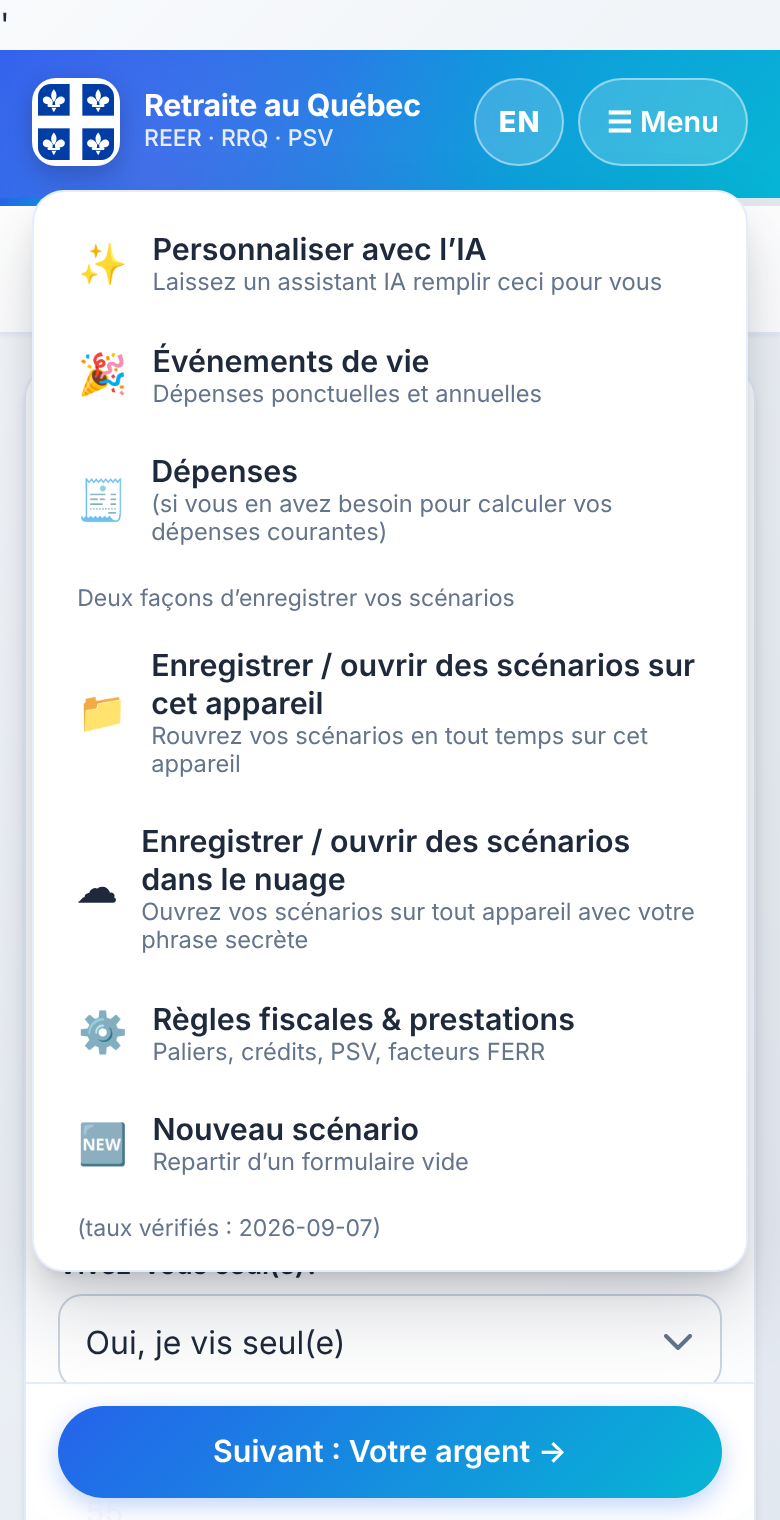 '
Retraite au Québec
REER · RRQ · PSV
EN
☰ Menu
Personnaliser avec l’IA
Laissez un assistant IA remplir ceci pour vous
Événements de vie
Dépenses ponctuelles et annuelles
Dépenses
(si vous en avez besoin pour calculer vos
dépenses courantes)
Deux façons d’enregistrer vos scénarios
Enregistrer / ouvrir des scénarios sur
cet appareil
Rouvrez vos scénarios en tout temps sur cet
appareil
Enregistrer / ouvrir des scénarios
dans le nuage
Ouvrez vos scénarios sur tout appareil avec votre
phrase secrète
Règles fiscales & prestations
Paliers, crédits, PSV, facteurs FERR
NEW
Nouveau scénario
Repartir d’un formulaire vide
(taux vérifiés : 2026-09-07)
Oui, je vis seul(e)
Suivant : Votre argent →